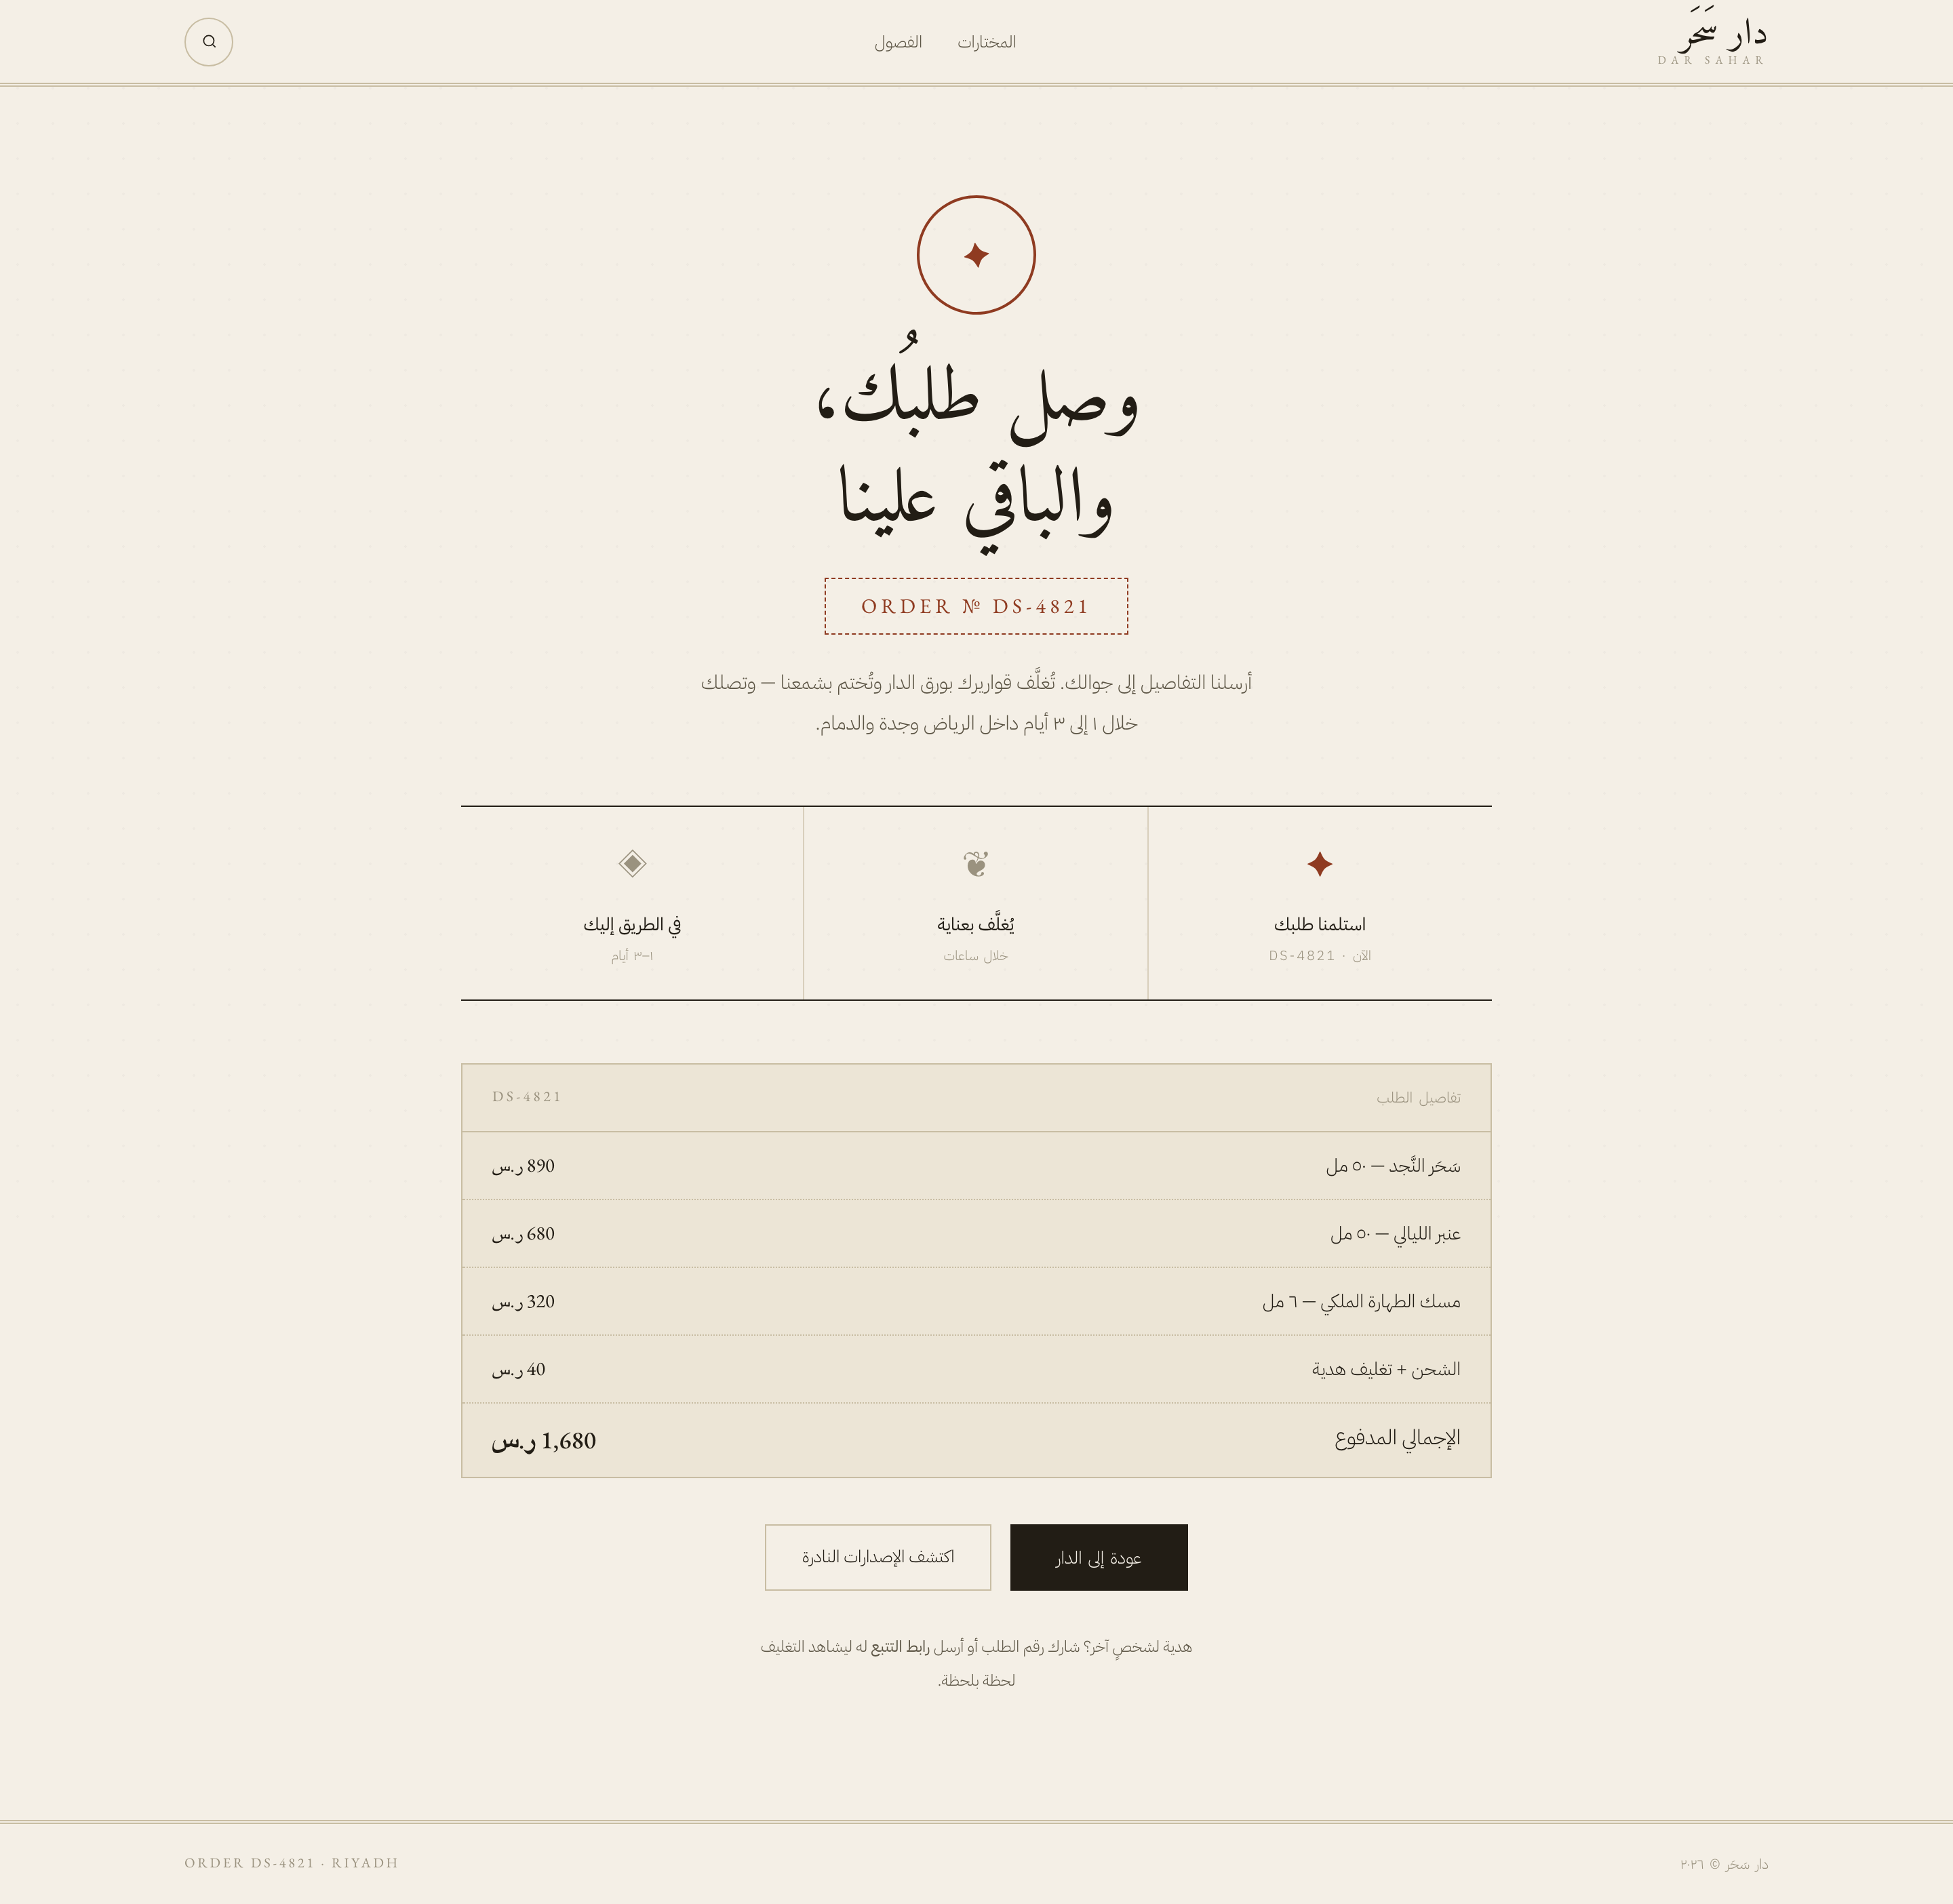 دار سَحَر
DAR SAHAR
المختارات
الفصول
وصل طلبُك،
والباقي علينا
ORDER № DS-4821
أرسلنا التفاصيل إلى جوالك. تُغلَّف قواريرك بورق الدار وتُختم بشمعنا — وتصلك
خلال ١ إلى ٣ أيام داخل الرياض وجدة والدمام.
استلمنا طلبك
الآن · DS-4821
يُغلَّف بعناية
خلال ساعات
في الطريق إليك
١–٣ أيام
تفاصيل الطلب
DS-4821
سَحَر النَّجد — ٥٠ مل
890 ر.س
عنبر الليالي — ٥٠ مل
680 ر.س
مسك الطهارة الملكي — ٦ مل
320 ر.س
الشحن + تغليف هدية
40 ر.س
الإجمالي المدفوع
1,680 ر.س
عودة إلى الدار
اكتشف الإصدارات النادرة
هدية لشخصٍ آخر؟ شارك رقم الطلب أو أرسل رابط التتبع له ليشاهد التغليف
لحظة بلحظة.
دار سَحَر © ٢٠٢٦
ORDER DS-4821 · RIYADH